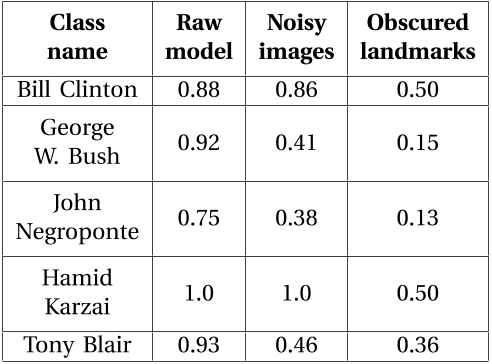 Class name | Raw model | Noisy images | Obscured landmarks
Bill Clinton | 0.88 | 0.86 | 0.50
George W. Bush | 0.92 | 0.41 | 0.15
John Negroponte | 0.75 | 0.38 | 0.13
Hamid Karzai | 1.0 | 1.0 | 0.50
Tony Blair | 0.93 | 0.46 | 0.36